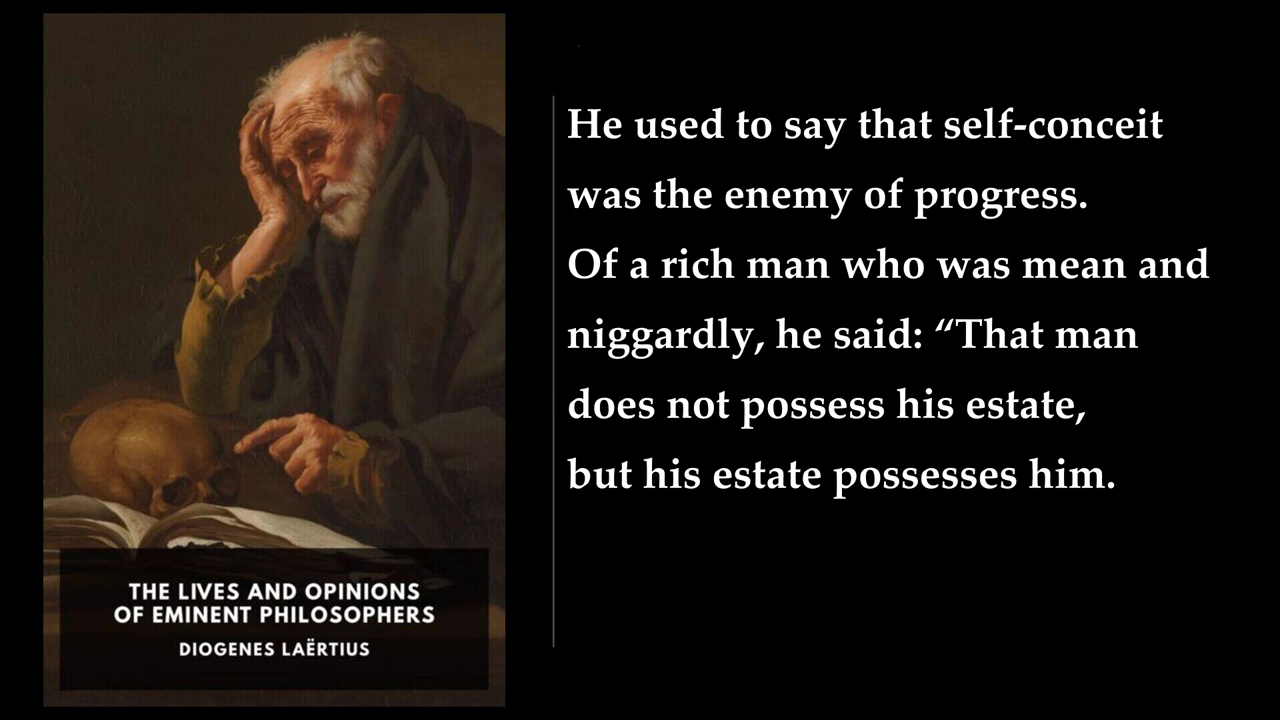 He used to say that self-conceit
was the enemy of progress.
Of a rich man who was mean and
niggardly, he said: “That man
does not possess his estate,
but his estate possesses him.
THE LIVES AND OPINIONS
OF EMINENT PHILOSOPHERS
DIOGENES LAËRTIUS